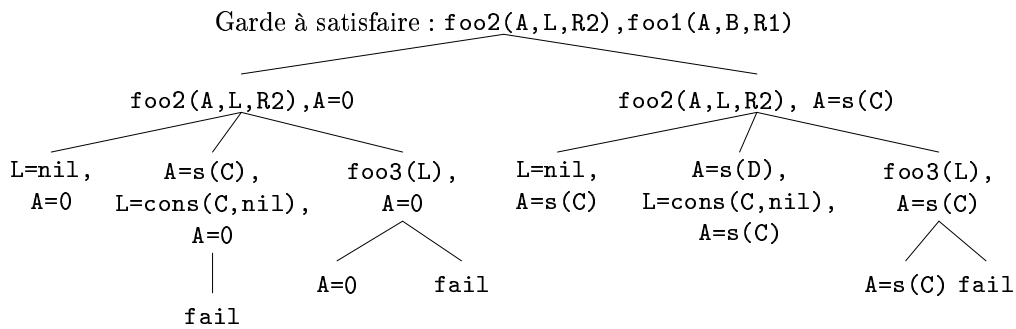 Garde à satisfaire : foo2(A,L,R2),foo1(A,B,R1)
foo2(A,L,R2),A=0
foo2(A,L,R2), A=s(C)
L=nil,
A=0
A=s(C),
L=cons(C,nil),
A=0
foo3(L),
A=0
L=nil,
A=s(C)
A=s(D),
L=cons(C,nil),
A=s(C)
foo3(L),
A=s(C)
fail
A=0
fail
A=s(C)
fail